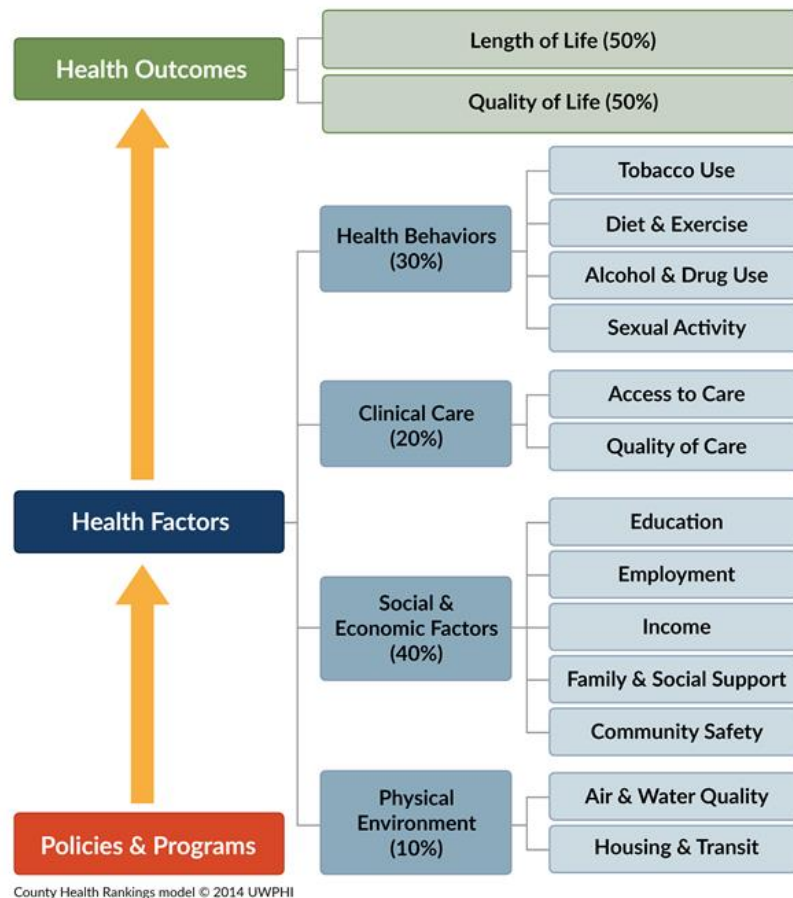 Health Outcomes
Length of Life (50%)
Quality of Life (50%)
Health Factors
Health Behaviors
(30%)
Tobacco Use
Diet & Exercise
Alcohol & Drug Use
Sexual Activity
Clinical Care
(20%)
Access to Care
Quality of Care
Social &
Economic Factors
(40%)
Education
Employment
Income
Family & Social Support
Community Safety
Physical
Environment
(10%)
Air & Water Quality
Housing & Transit
Policies & Programs
County Health Rankings model © 2014 UWPHI